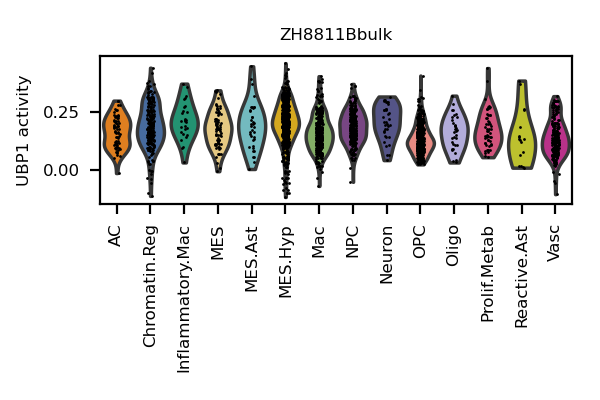 ZH8811Bbulk
UBP1 activity
0.25
0.00
AC
Chromatin.Reg
Inflammatory.Mac
MES
MES.Ast
MES.Hyp
Mac
NPC
Neuron
OPC
Oligo
Prolif.Metab
Reactive.Ast
Vasc